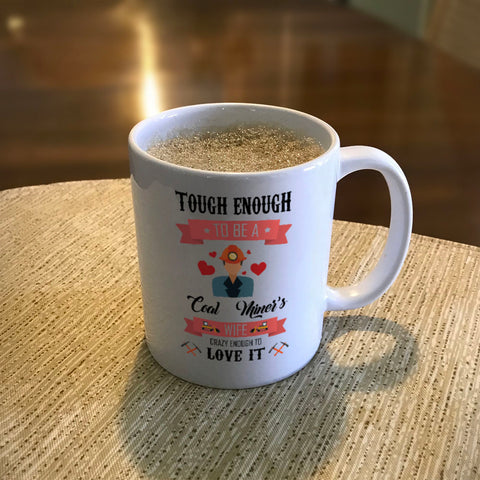 TOUGH ENOUGH
TO BE A
Coal Miner's
WIFE
CRAZY ENOUGH TO
LOVE IT